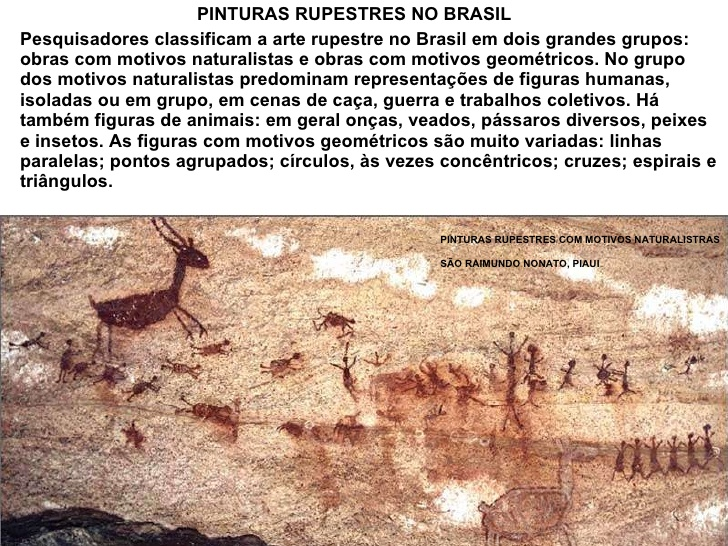 PINTURAS RUPESTRES NO BRASIL
Pesquisadores classificam a arte rupestre no Brasil em dois grandes grupos:
obras com motivos naturalistas e obras com motivos geométricos. No grupo
dos motivos naturalistas predominam representações de figuras humanas,
isoladas ou em grupo, em cenas de caça, guerra e trabalhos coletivos. Há
também figuras de animais: em geral onças, veados, pássaros diversos, peixes
e insetos. As figuras com motivos geométricos são muito variadas: linhas
paralelas; pontos agrupados; círculos, às vezes concêntricos; cruzes; espirais e
triângulos.
PINTURAS RUPESTRES COM MOTIVOS NATURALISTRAS
SÃO RAIMUNDO NONATO, PIAUI